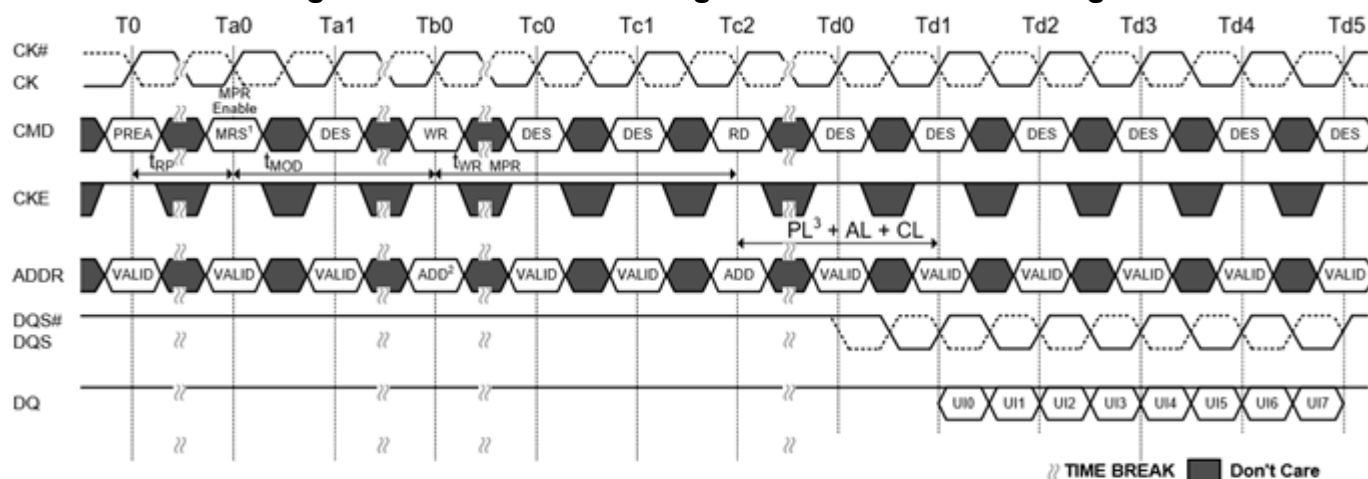 T0 Ta0 Ta1 Tb0 Tc0 Tc1 Tc2 Td0 Td1 Td2 Td3 Td4 Td5
CK#
CK
MPR
Enable
CMD PREA MRS¹ DES WR DES DES RD DES DES DES DES DES DES
tRP tMOD tWR MPR
CKE
PL³ + AL + CL
ADDR VALID VALID VALID ADD² VALID VALID ADD VALID VALID VALID VALID VALID VALID
DQS#
DQS
DQ UI0 UI1 UI2 UI3 UI4 UI5 UI6 UI7
TIME BREAK Don't Care